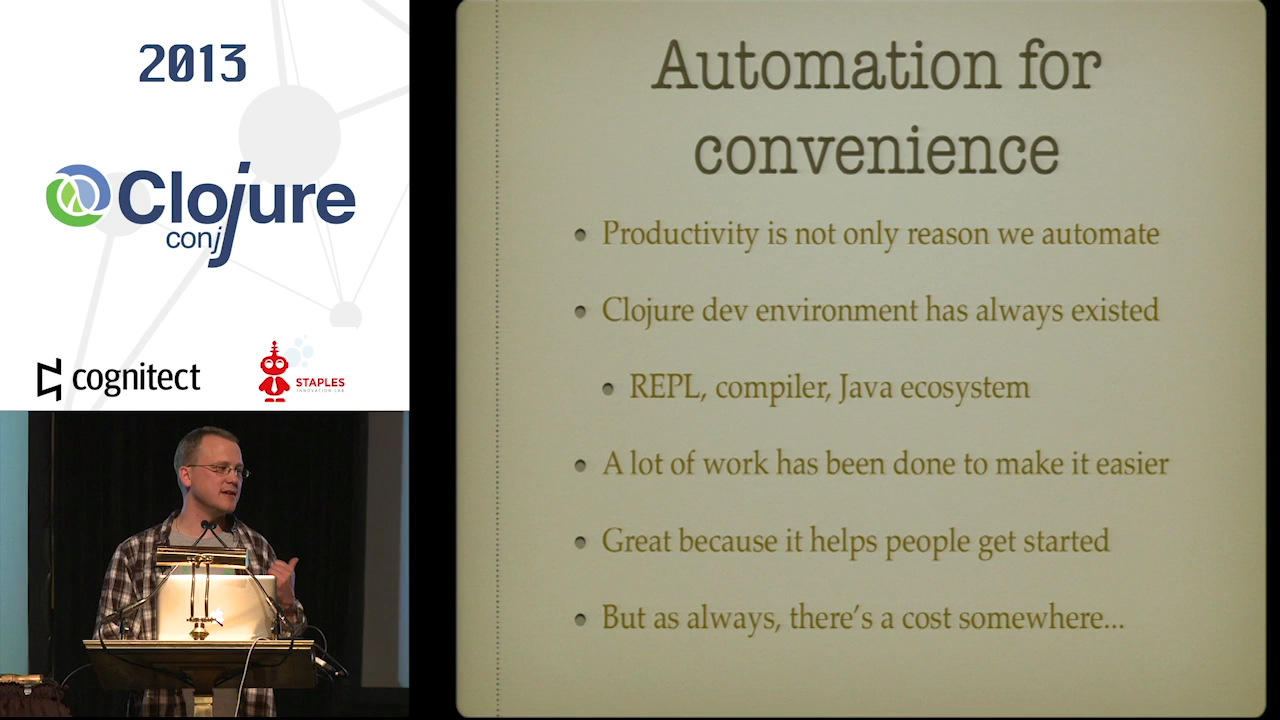 2013
Clojure
conj
cognitect
STAPLES
INNOVATION LAB
Automation for
convenience
• Productivity is not only reason we automate
• Clojure dev environment has always existed
• REPL, compiler, Java ecosystem
• A lot of work has been done to make it easier
• Great because it helps people get started
• But as always, there's a cost somewhere...